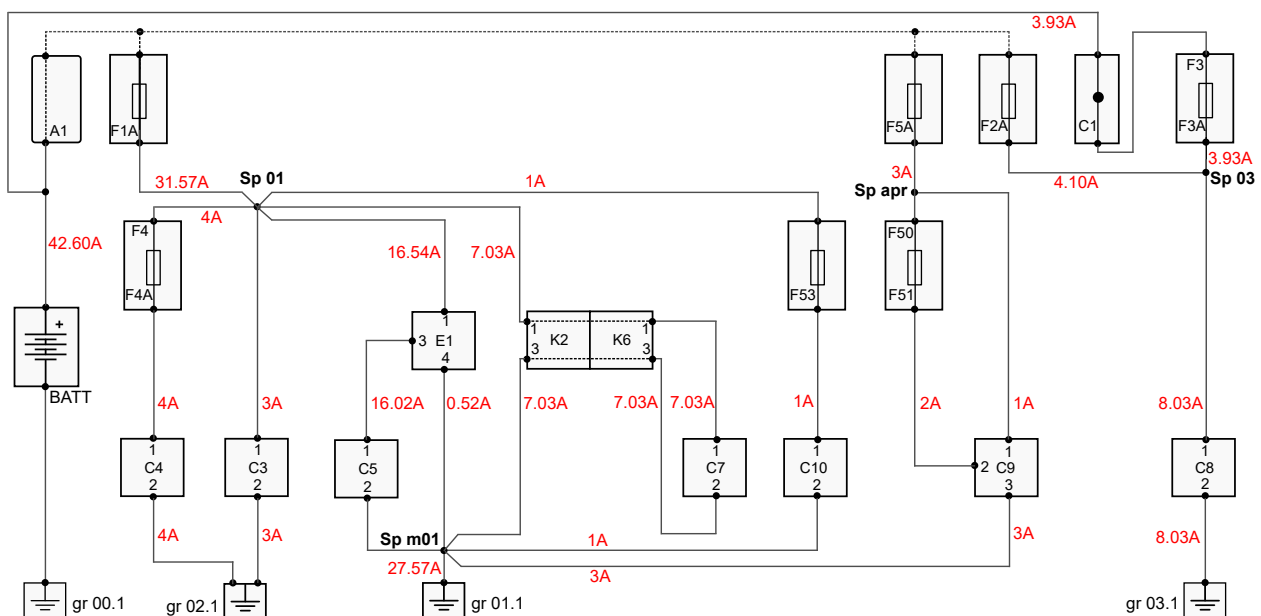 3.93A
A1
F1A
F5A
F2A
C1
F3
F3A
3.93A
31.57A
Sp 01
1A
3A
Sp apr
4.10A
Sp 03
4A
42.60A
F4
F4A
16.54A
7.03A
F53
F50
F51
+
BATT
1
3 E1
4
1
3
K2
K6
1
3
4A
3A
16.02A
0.52A
7.03A
7.03A
7.03A
1A
2A
1A
8.03A
1
C4
2
1
C3
2
1
C5
2
1
C7
2
1
C10
2
1
2 C9
3
1
C8
2
4A
3A
Sp m01
1A
3A
8.03A
27.57A
3A
gr 00.1
gr 02.1
gr 01.1
gr 03.1